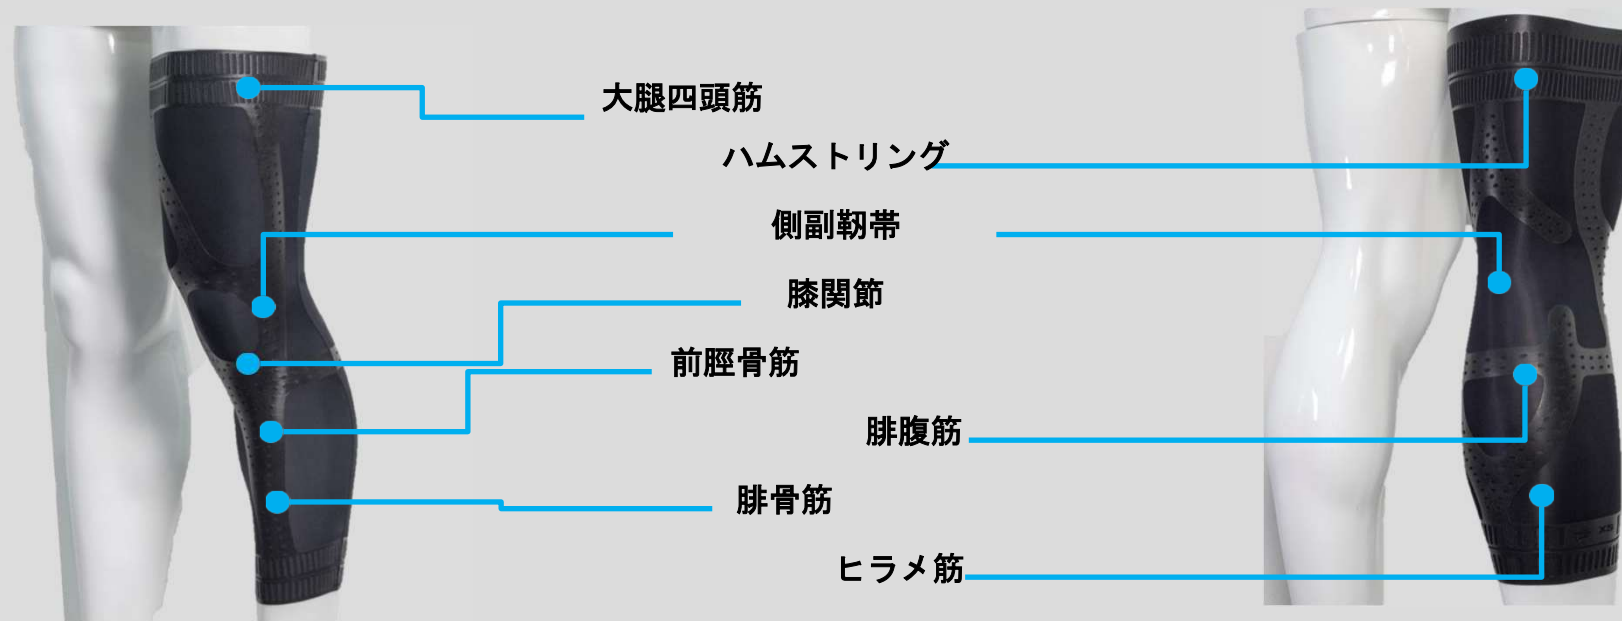 大腿四頭筋
ハムストリング
側副靭帯
膝関節
前脛骨筋
腓腹筋
腓骨筋
ヒラメ筋